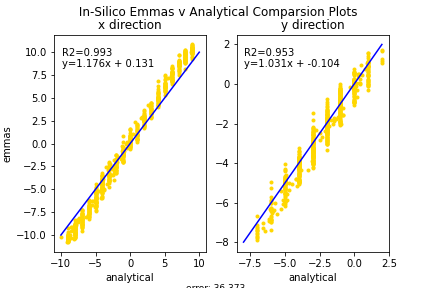 In-Silico Emmas v Analytical Comparsion Plots
x direction
y direction
R2=0.993
y=1.176x + 0.131
R2=0.953
y=1.031x + -0.104
emmas
10.0
7.5
5.0
2.5
0.0
−2.5
−5.0
−7.5
−10.0
2
0
−2
−4
−6
−8
−10
−5
0
5
10
−7.5
−5.0
−2.5
0.0
2.5
analytical
analytical
error: 36.373